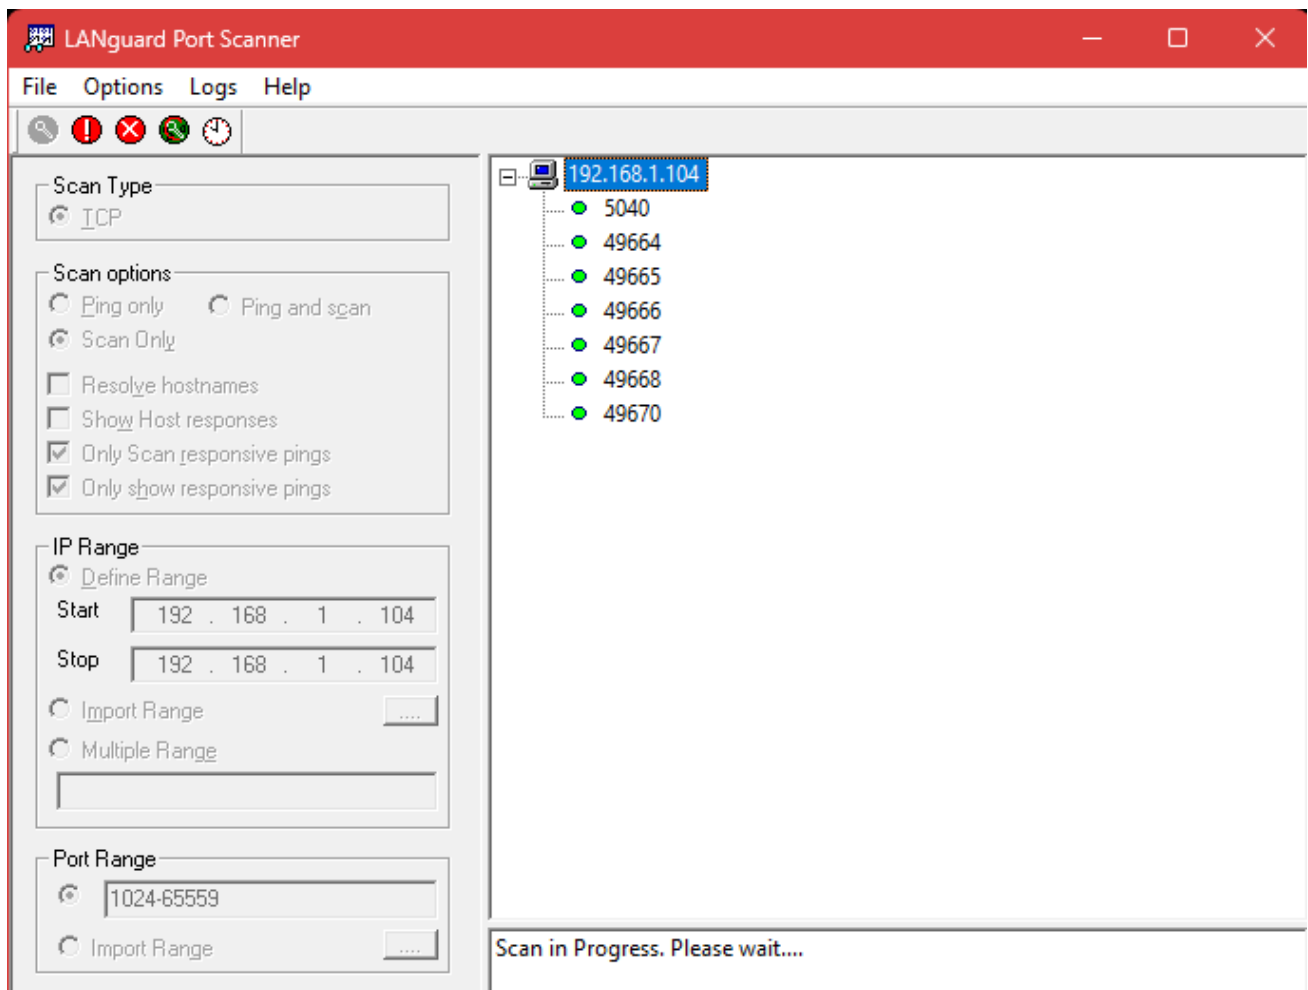 LANguard Port Scanner
File Options Logs Help
Scan Type
TCP
Scan options
Ping only Ping and scan
Scan Only
Resolve hostnames
Show Host responses
Only Scan responsive pings
Only show responsive pings
IP Range
Define Range
Start 192 . 168 . 1 . 104
Stop 192 . 168 . 1 . 104
Import Range ....
Multiple Range
Port Range
1024-65559
Import Range ....
192.168.1.104
5040
49664
49665
49666
49667
49668
49670
Scan in Progress. Please wait....